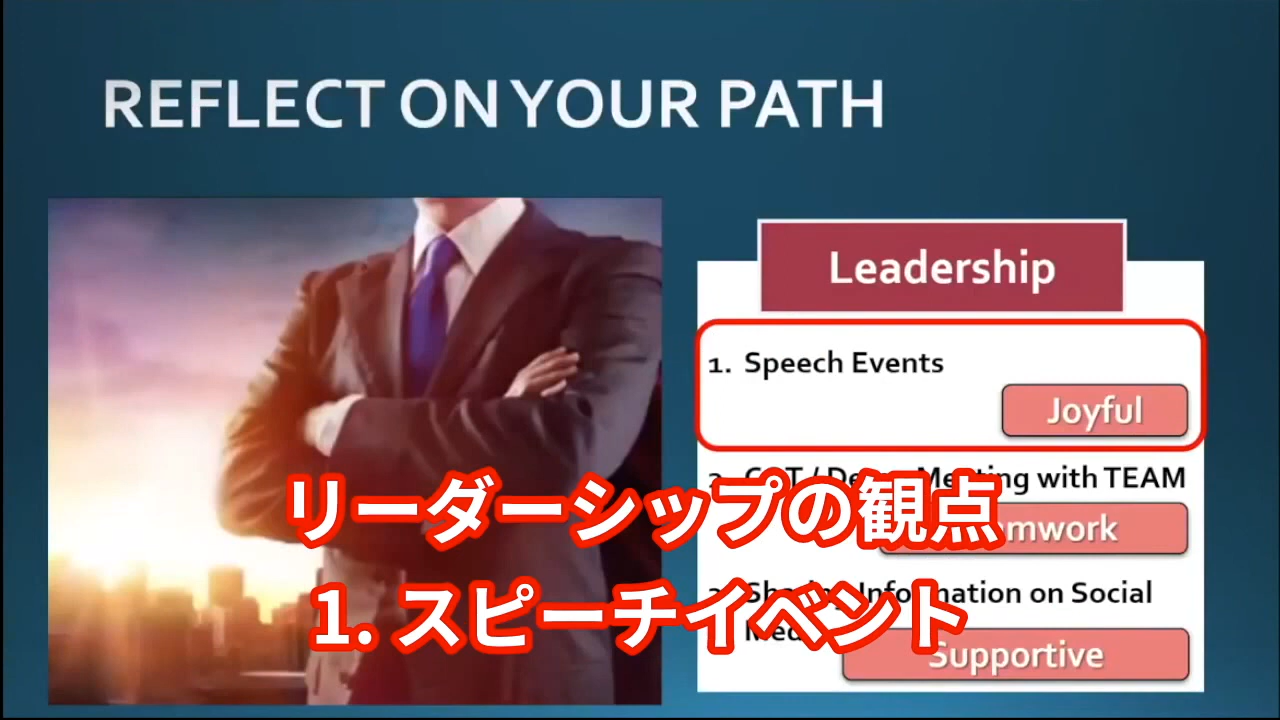 REFLECT ON YOUR PATH
Leadership
1. Speech Events
Joyful
Meeting with TEAM
リーダーシップの観点
Information on Social
1. スピーチイベント
Supportive